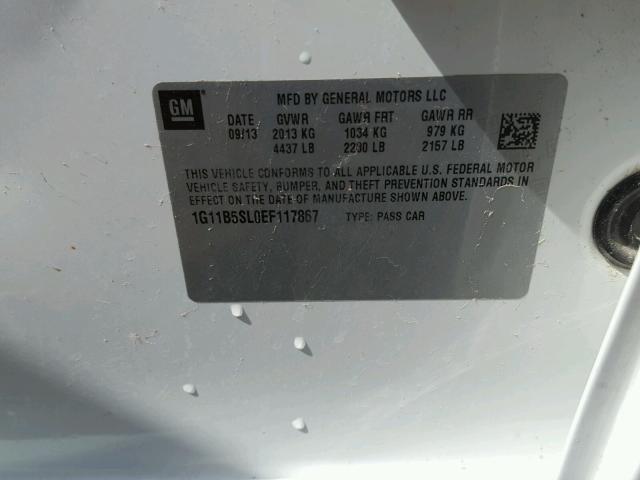 GM
MFD BY GENERAL MOTORS LLC
DATE GVWR GAWR FRT GAWR RR
09/13 2013 KG 1034 KG 979 KG
4437 LB 2280 LB 2157 LB
THIS VEHICLE CONFORMS TO ALL APPLICABLE U.S. FEDERAL MOTOR
VEHICLE SAFETY, BUMPER, AND THEFT PREVENTION STANDARDS IN
EFFECT ON THE DATE OF MANUFACTURE SHOWN ABOVE.
1G11B5SL0EF117867 TYPE: PASS CAR